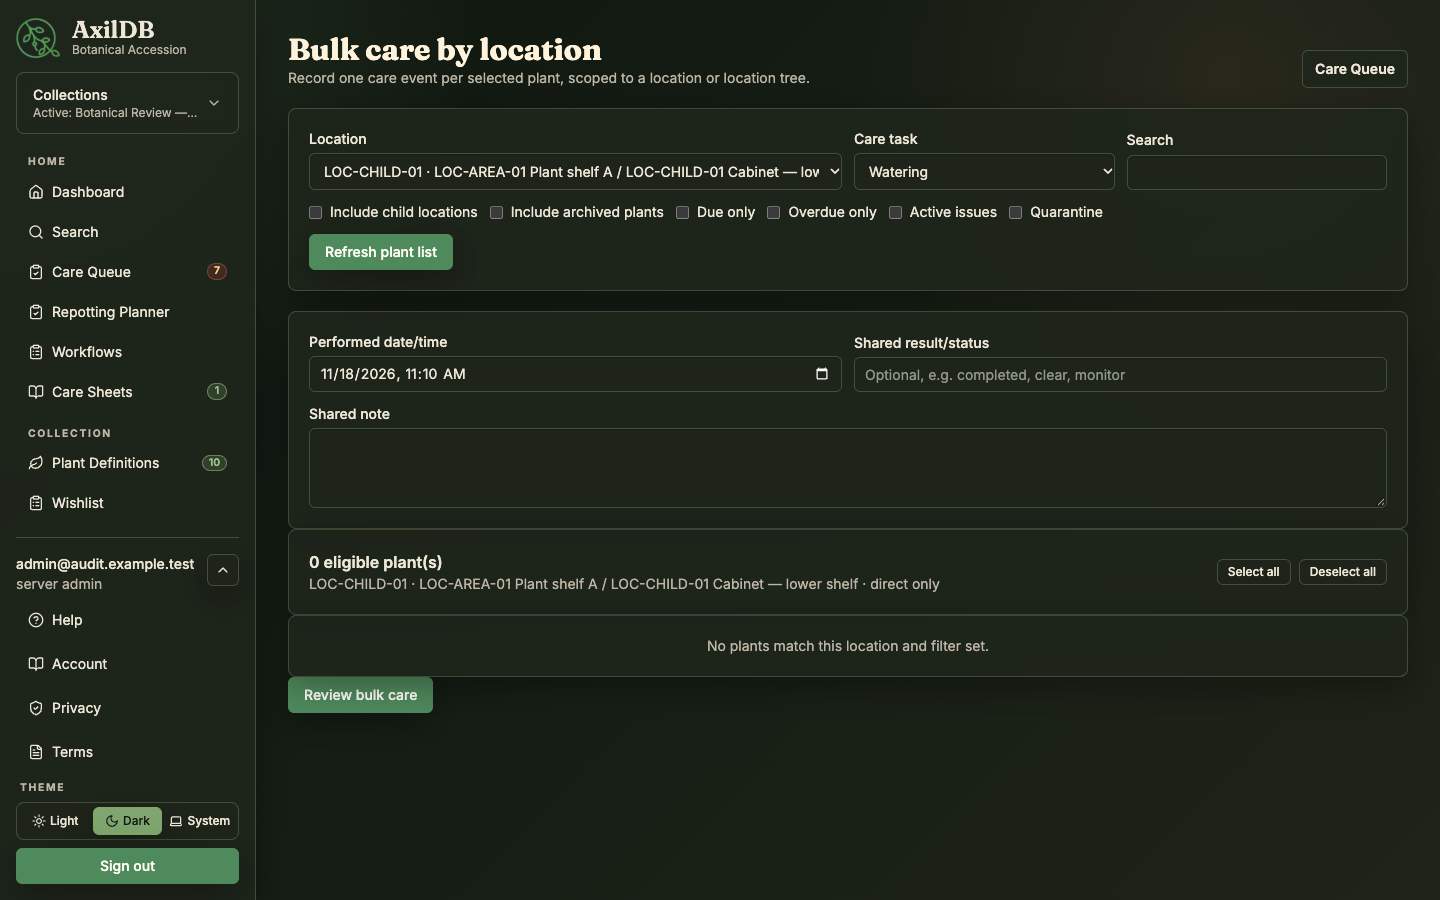 AxilDB
Botanical Accession
Collections
Active: Botanical Review —...
HOME
Dashboard
Search
Care Queue 7
Repotting Planner
Workflows
Care Sheets 1
COLLECTION
Plant Definitions 10
Wishlist
admin@audit.example.test
server admin
Help
Account
Privacy
Terms
THEME
Light Dark System
Sign out
Bulk care by location
Record one care event per selected plant, scoped to a location or location tree.
Care Queue
Location
LOC-CHILD-01 · LOC-AREA-01 Plant shelf A / LOC-CHILD-01 Cabinet — low
Care task
Watering
Search
Include child locations Include archived plants Due only Overdue only Active issues Quarantine
Refresh plant list
Performed date/time
11/18/2026, 11:10 AM
Shared result/status
Optional, e.g. completed, clear, monitor
Shared note
0 eligible plant(s)
LOC-CHILD-01 · LOC-AREA-01 Plant shelf A / LOC-CHILD-01 Cabinet — lower shelf · direct only
Select all Deselect all
No plants match this location and filter set.
Review bulk care